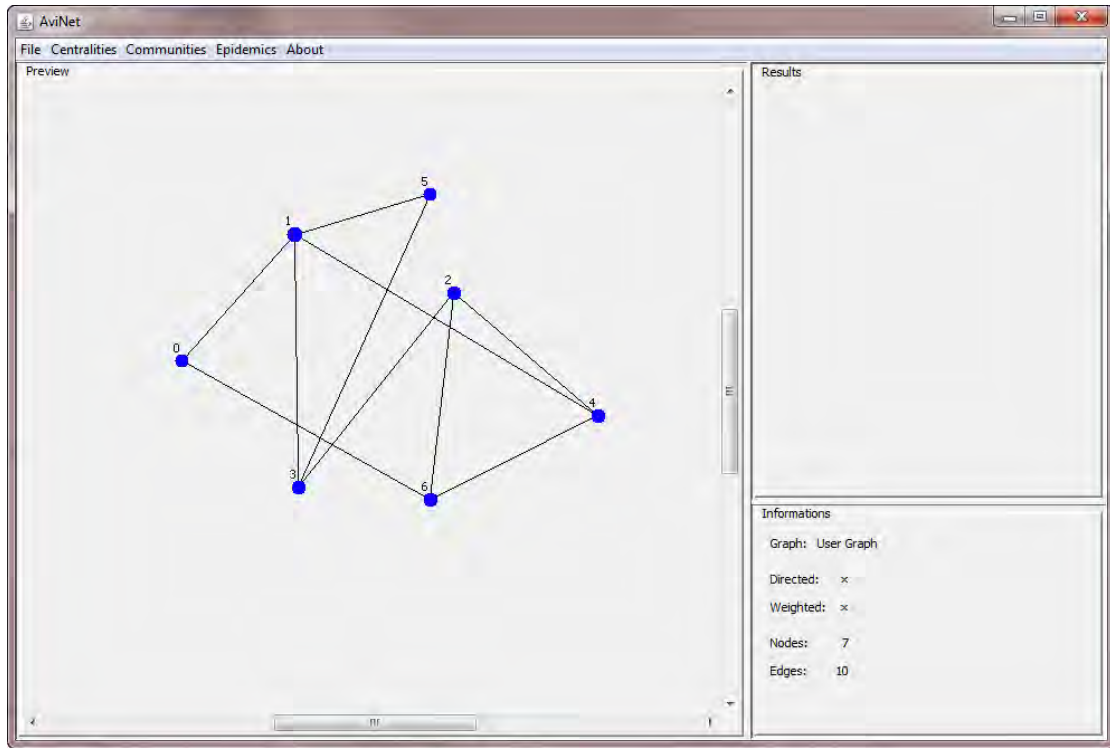 AviNet
File Centralities Communities Epidemics About
Preview
5
1
2
0
4
3
6
Results
Informations
Graph: User Graph
Directed: ×
Weighted: ×
Nodes: 7
Edges: 10